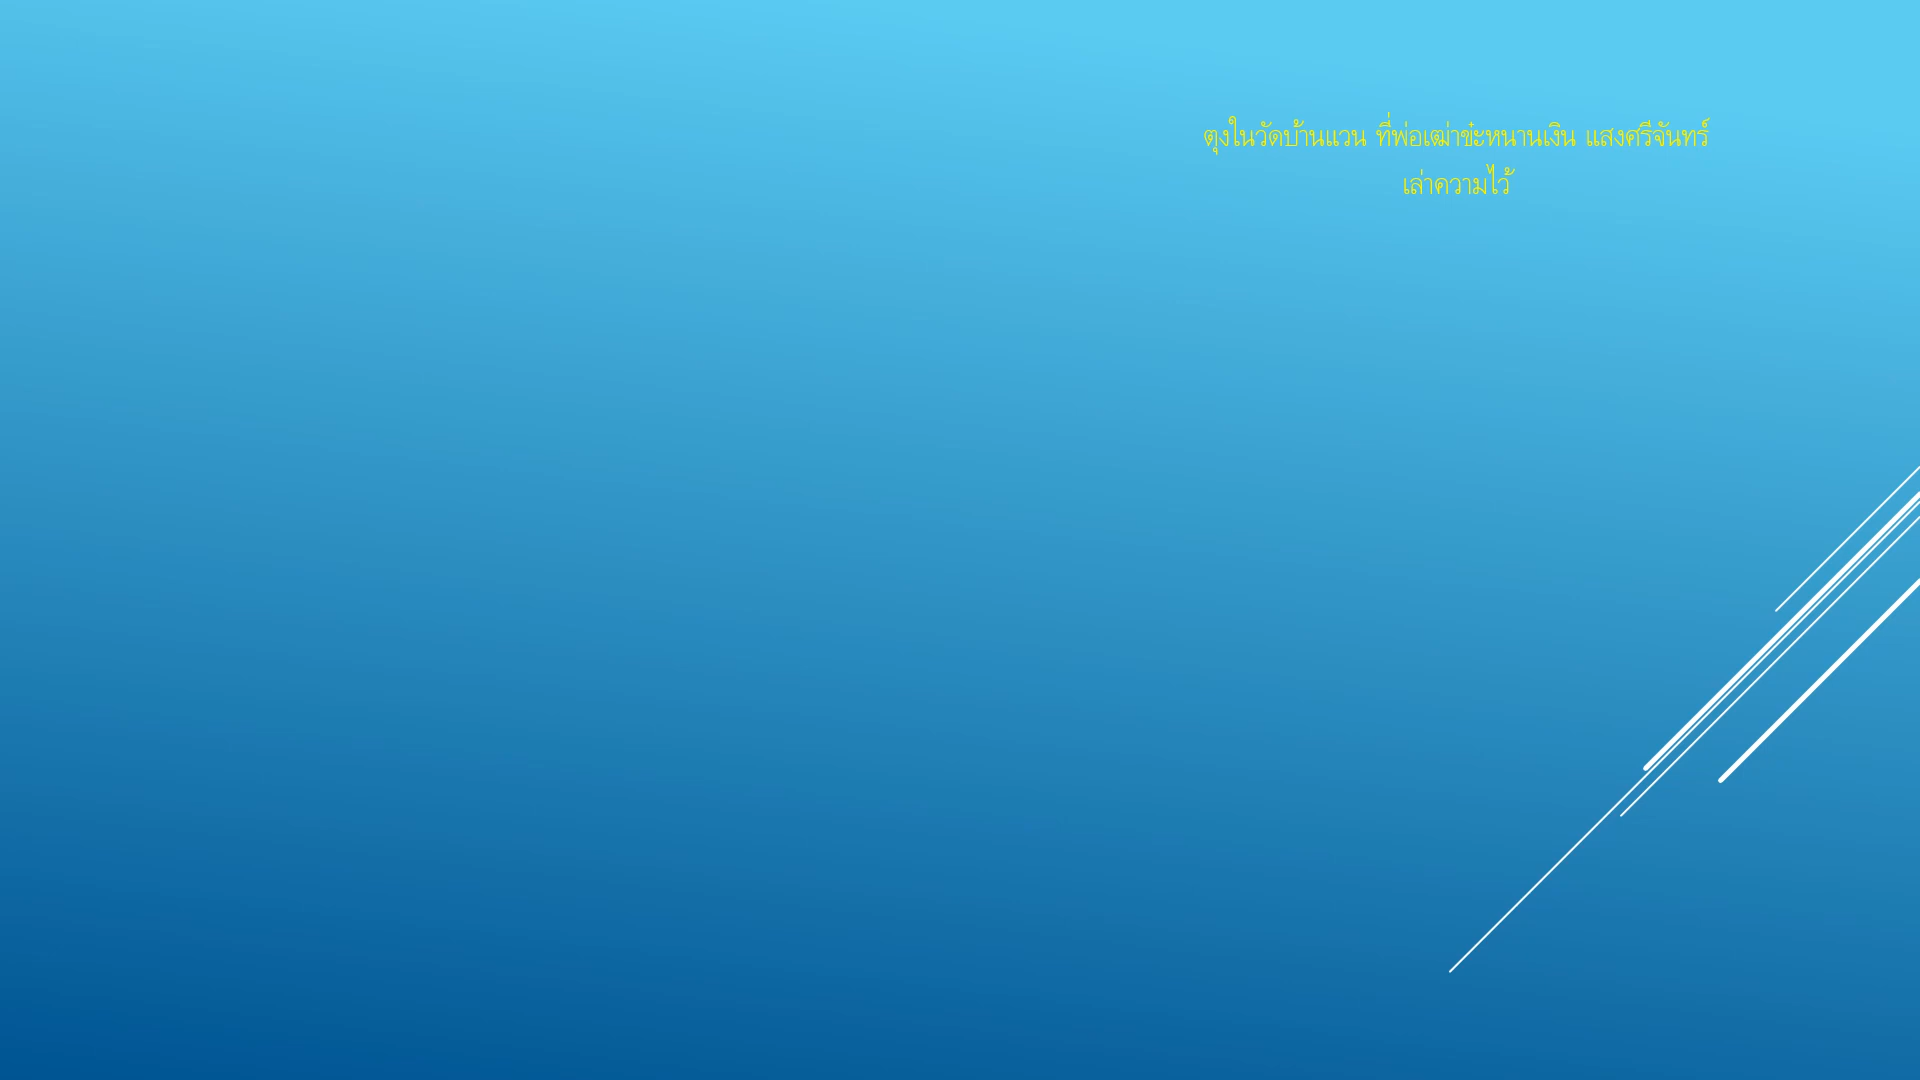 ตุงในวัดบ้านแวน ที่พ่อเฒ่าข๋ะหนานเงิน แสงศรีจันทร์
เล่าความไว้